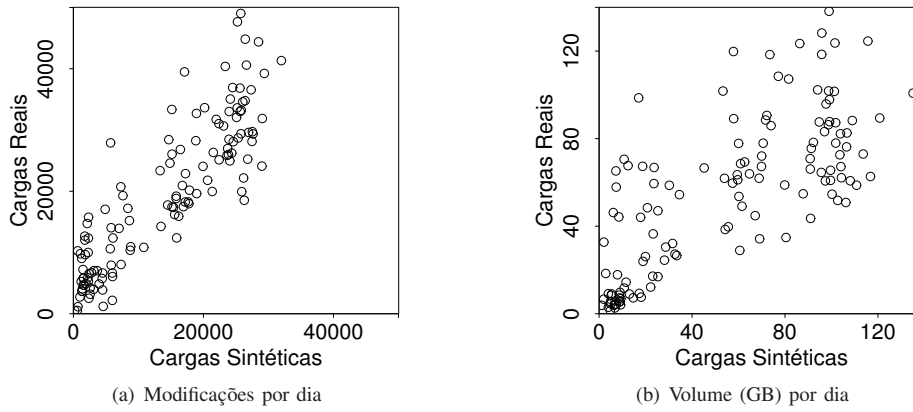 Cargas Reais
0 20000 40000
0 20000 40000
Cargas Sintéticas
(a) Modificações por dia
Cargas Reais
0 40 80 120
0 40 80 120
Cargas Sintéticas
(b) Volume (GB) por dia